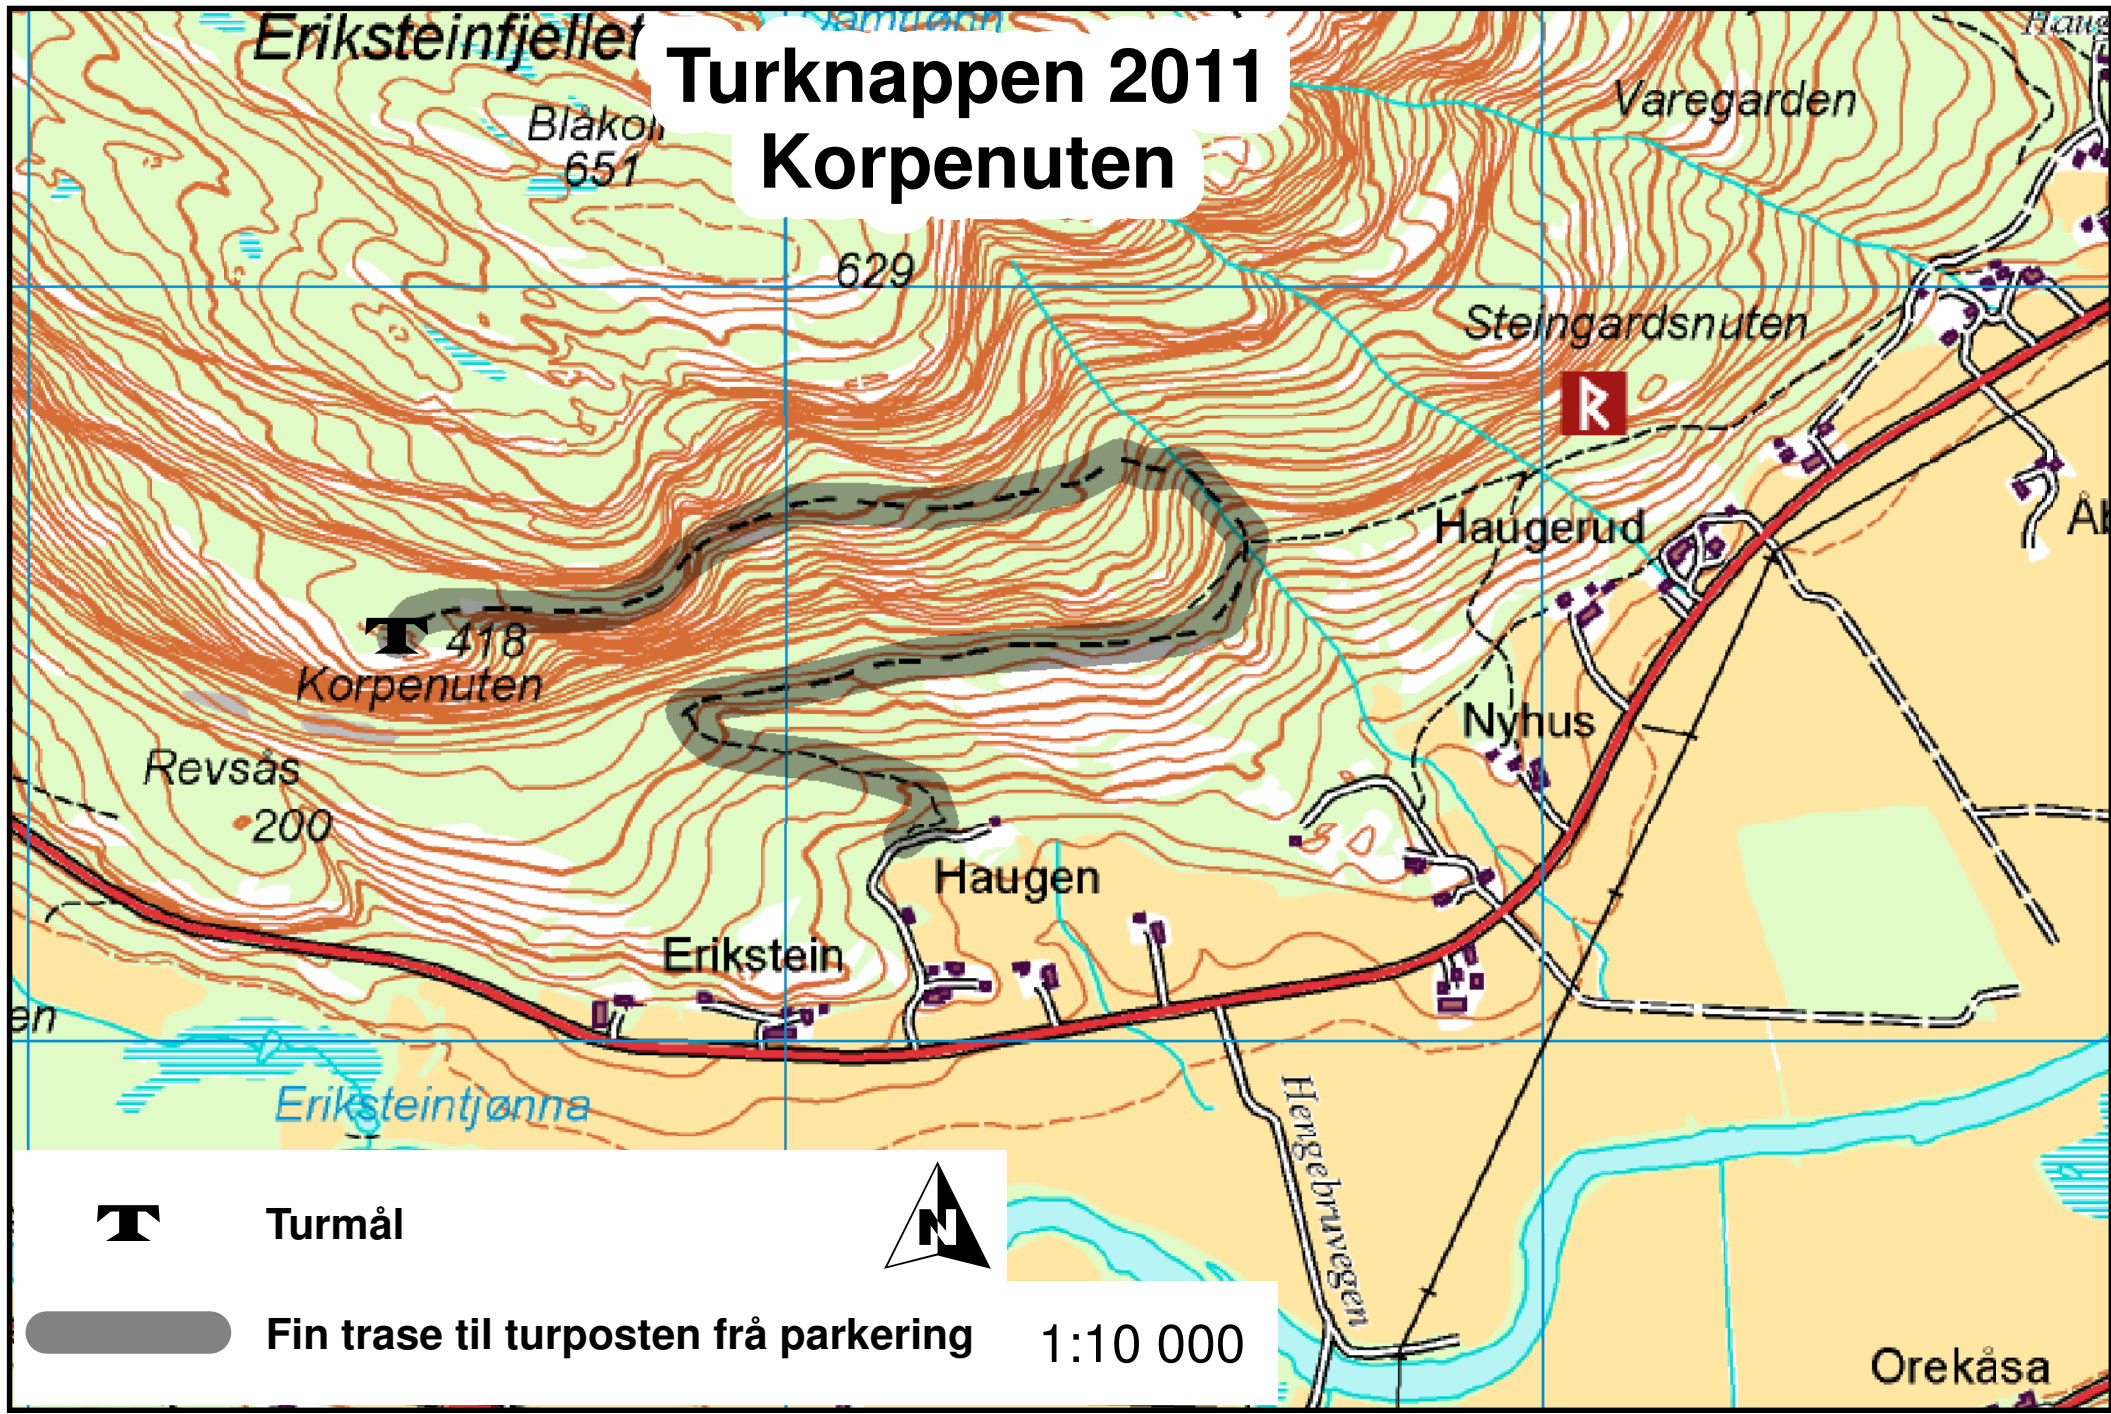 Eriksteinfjellet
Turknappen 2011
Korpenuten
Varegarden
651
629
Steingardsnuten
R
Haugerud
418
Korpenuten
Nyhus
Revsås
200
Haugen
Erikstein
Eriksteintjønna
Hengebruvegen
Turmål
N
Fin trase til turposten frå parkering
1:10 000
Orekåsa